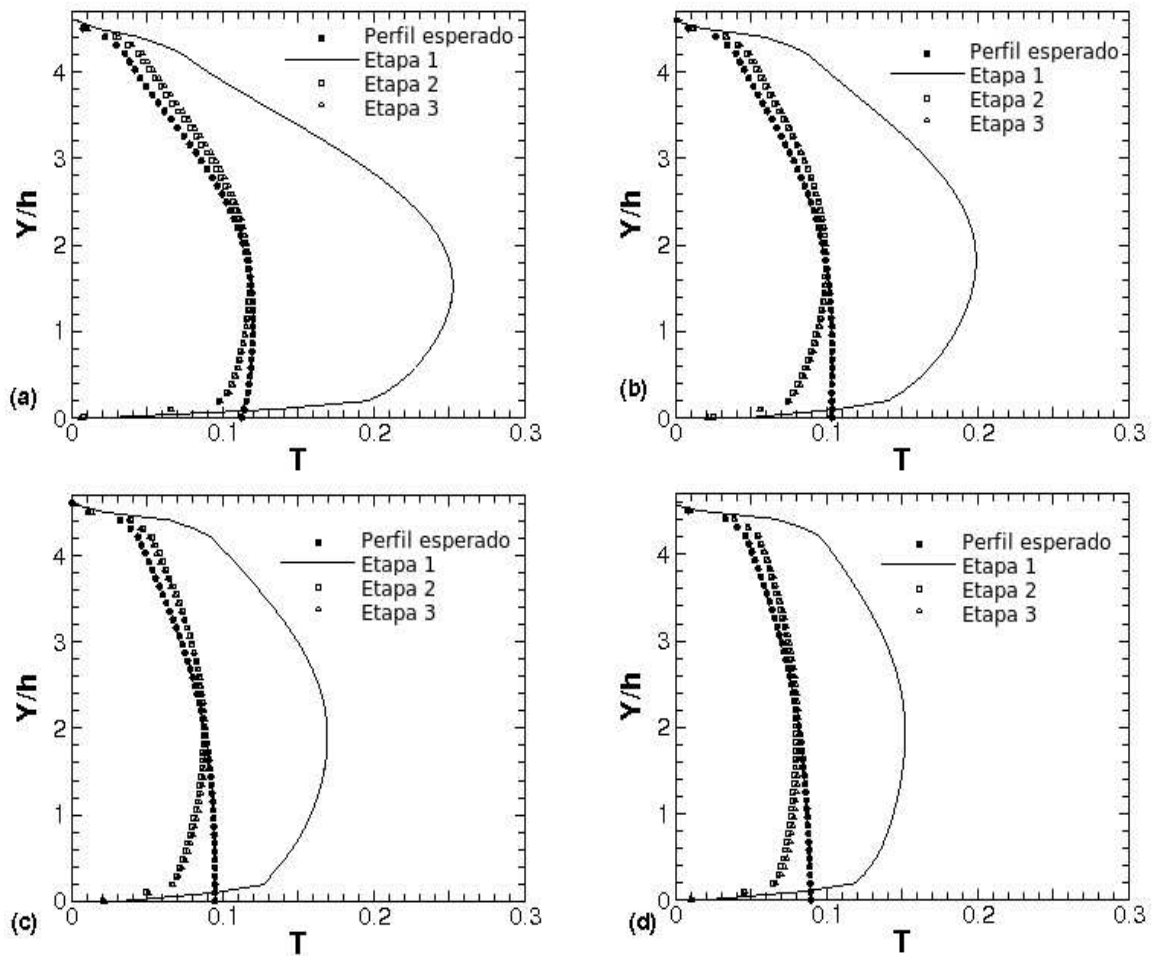 Perfil esperado
Etapa 1
Etapa 2
Etapa 3
Y/h
4
3
2
1
0
(a)
0 0.1 0.2 0.3
T
Perfil esperado
Etapa 1
Etapa 2
Etapa 3
Y/h
4
3
2
1
0
(b)
0 0.1 0.2 0.3
T
Perfil esperado
Etapa 1
Etapa 2
Etapa 3
Y/h
4
3
2
1
0
(c)
0 0.1 0.2 0.3
T
Perfil esperado
Etapa 1
Etapa 2
Etapa 3
Y/h
4
3
2
1
0
(d)
0 0.1 0.2 0.3
T